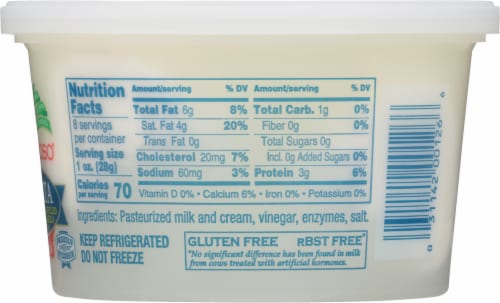 Nutrition
Facts
8 servings
per container
Serving size
1 oz. (28g)
Calories
per serving 70
Amount/serving % DV
Total Fat 6g 8%
Sat. Fat 4g 20%
Trans Fat 0g
Cholesterol 20mg 7%
Sodium 60mg 3%
Amount/serving % DV
Total Carb. 1g 0%
Fiber 0g 0%
Total Sugars 0g
Incl. 0g Added Sugars 0%
Protein 3g 6%
Vitamin D 0% • Calcium 6% • Iron 0% • Potassium 0%
Ingredients: Pasteurized milk and cream, vinegar, enzymes, salt.
KEEP REFRIGERATED
DO NOT FREEZE
GLUTEN FREE RBST FREE*
*No significant difference has been found in milk
from cows treated with artificial hormones.
0 31142 00126 6